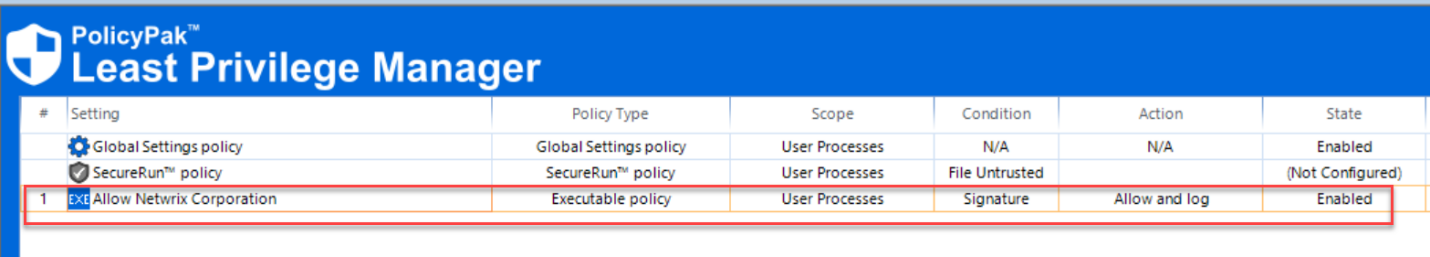 PolicyPak™
Least Privilege Manager
# Setting Policy Type Scope Condition Action State
Global Settings policy Global Settings policy User Processes N/A N/A Enabled
SecureRun™ policy SecureRun™ policy User Processes File Untrusted (Not Configured)
1 EXE Allow Netwrix Corporation Executable policy User Processes Signature Allow and log Enabled